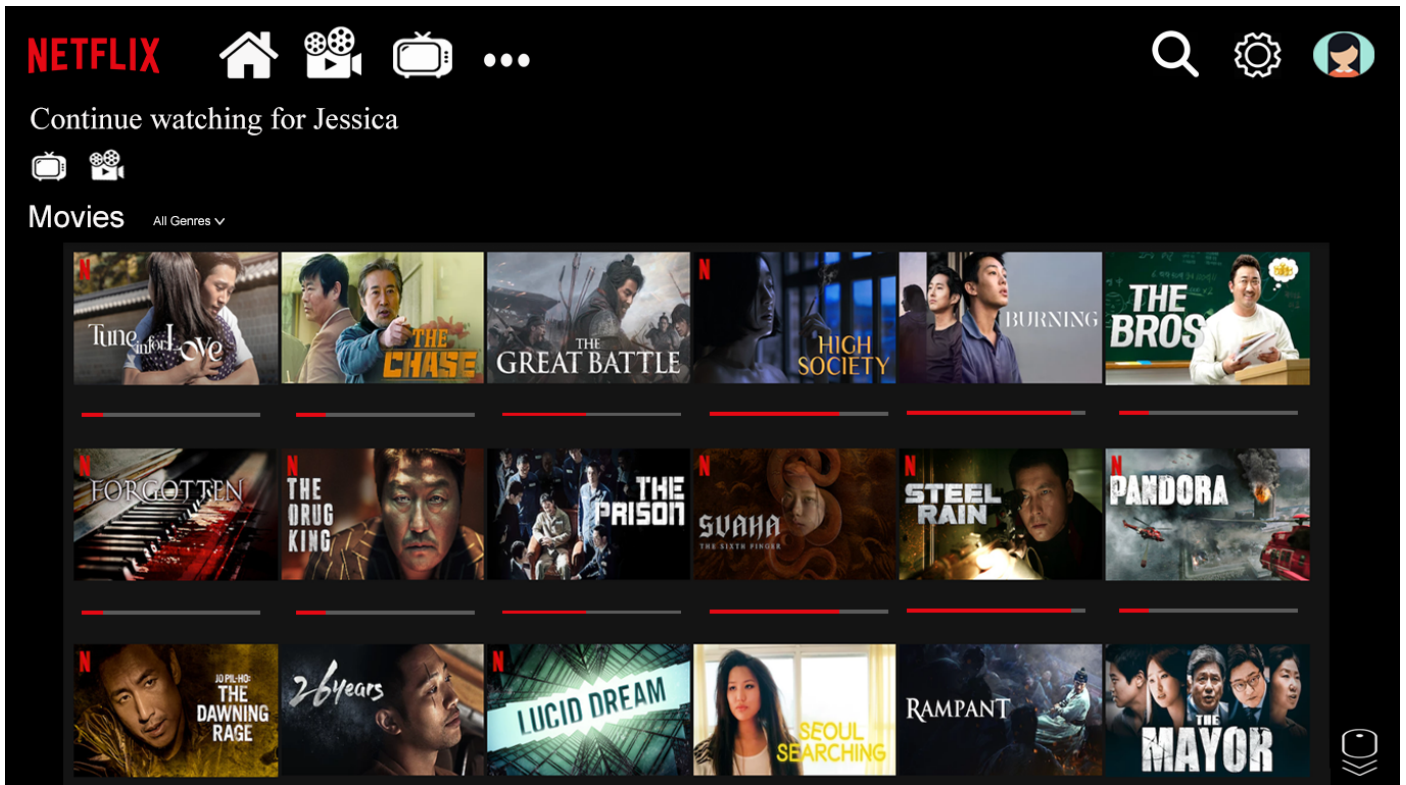 NETFLIX
Continue watching for Jessica
Movies All Genres
Tune in for Love
THE
CHASE
THE
GREAT BATTLE
N
HIGH
SOCIETY
BURNING
THE
BROS
N
FORGOTTEN
N
THE
DRUG
KING
THE
PRISON
N
SVAHA
THE SIXTH FINGER
N
STEEL
RAIN
N
PANDORA
N
JO PIL-HO:
THE
DAWNING
RAGE
26 years
N
LUCID DREAM
SEOUL
SEARCHING
RAMPANT
THE
MAYOR